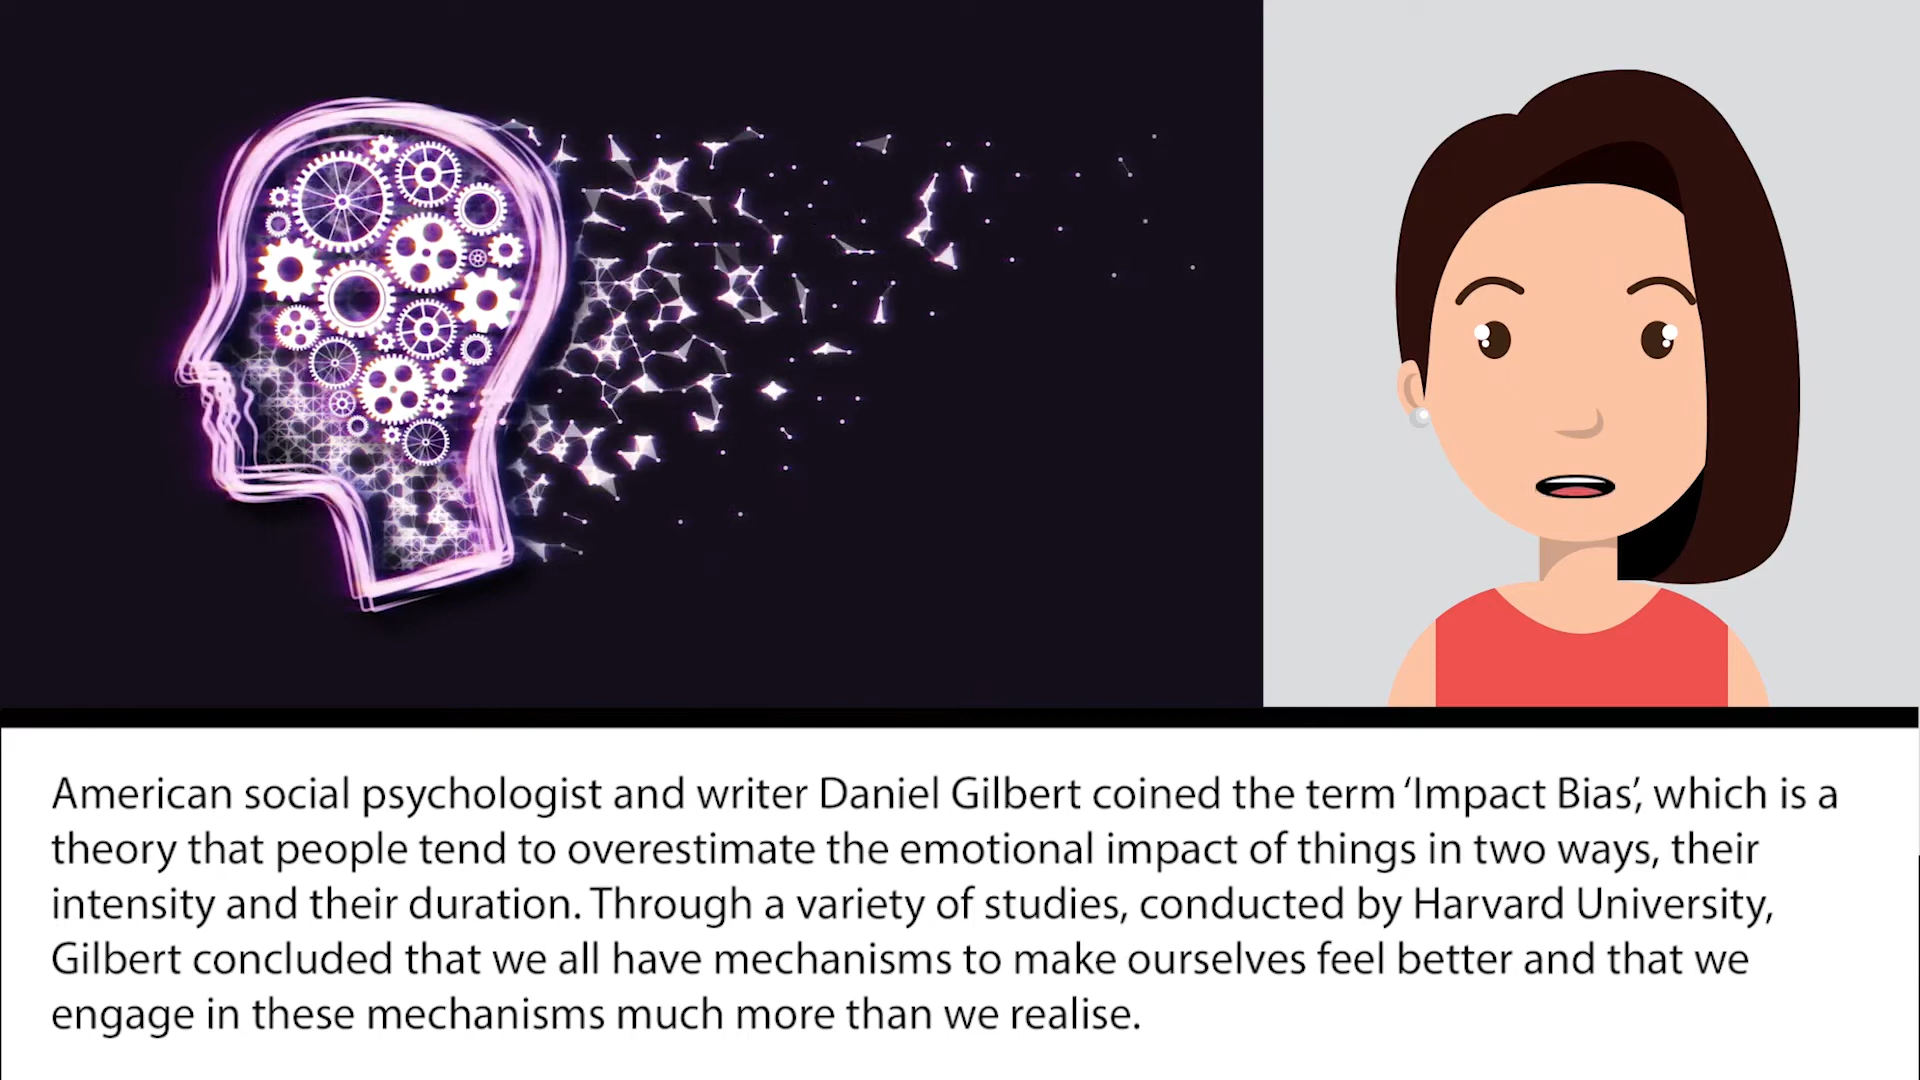 American social psychologist and writer Daniel Gilbert coined the term ‘Impact Bias’, which is a
theory that people tend to overestimate the emotional impact of things in two ways, their
intensity and their duration. Through a variety of studies, conducted by Harvard University,
Gilbert concluded that we all have mechanisms to make ourselves feel better and that we
engage in these mechanisms much more than we realise.